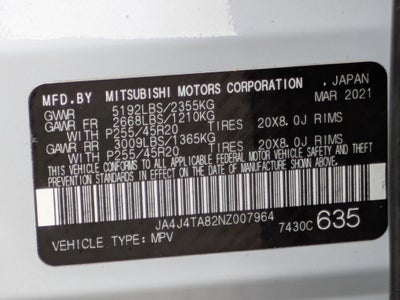 MFD.BY MITSUBISHI MOTORS CORPORATION , JAPAN
GVWR 5192LBS/2355KG MAR 2021
GAWR FR 2668LBS/1210KG
WITH P255/45R20 TIRES 20X8.0J RIMS
GAWR RR 3009LBS/1365KG
WITH P255/45R20 TIRES 20X8.0J RIMS
THIS VEHICLE CONFORMS TO ALL APPLICABLE FEDERAL MOTOR VEHICLE SAFETY AND THEFT
PREVENTION STANDARDS IN EFFECT ON THE DATE OF MANUFACTURE SHOWN ABOVE.
JA4J4TA82NZ007964
VEHICLE TYPE: MPV 7430C 635